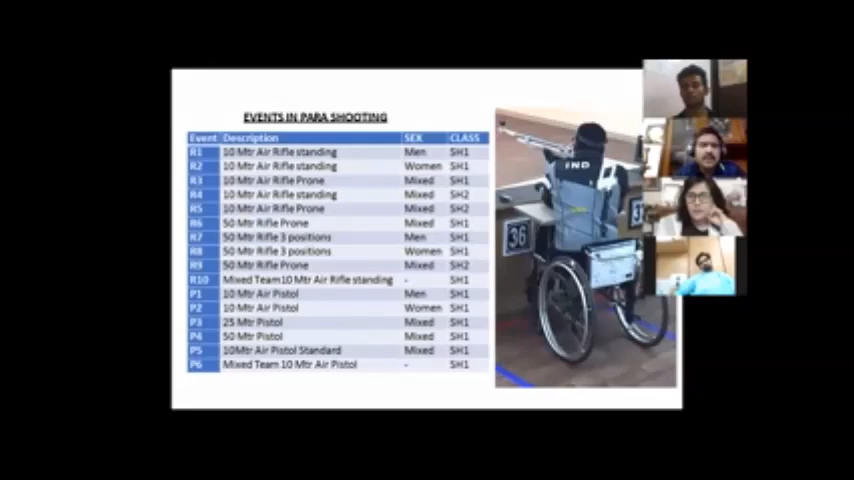 EVENTS IN PARA SHOOTING
Event Description SEX CLASS
R1 10 Mtr Air Rifle standing Men SH1
R2 10 Mtr Air Rifle standing Women SH1
R3 10 Mtr Air Rifle Prone Mixed SH1
R4 10 Mtr Air Rifle standing Mixed SH2
R5 10 Mtr Air Rifle Prone Mixed SH2
R6 50 Mtr Rifle Prone Mixed SH1
R7 50 Mtr Rifle 3 positions Men SH1
R8 50 Mtr Rifle 3 positions Women SH1
R9 50 Mtr Rifle Prone Mixed SH2
R10 Mixed Team10 Mtr Air Rifle standing - SH1
P1 10 Mtr Air Pistol Men SH1
P2 10 Mtr Air Pistol Women SH1
P3 25 Mtr Pistol Mixed SH1
P4 50 Mtr Pistol Mixed SH1
P5 10Mtr Air Pistol Standard Mixed SH1
P6 Mixed Team 10 Mtr Air Pistol - SH1
IND
36